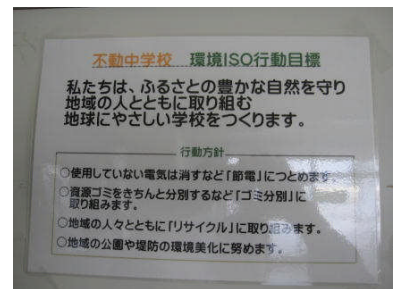 不動中学校　環境ISO行動目標
私たちは、ふるさとの豊かな自然を守り
地域の人とともに取り組む
地球にやさしい学校をつくります。
行動方針
○使用していない電気は消すなど「節電」につとめます
○資源ゴミをきちんと分別するなど「ゴミ分別」に
取り組みます。
○地域の人々とともに「リサイクル」に取り組みます。
○地域の公園や堤防の環境美化に努めます。